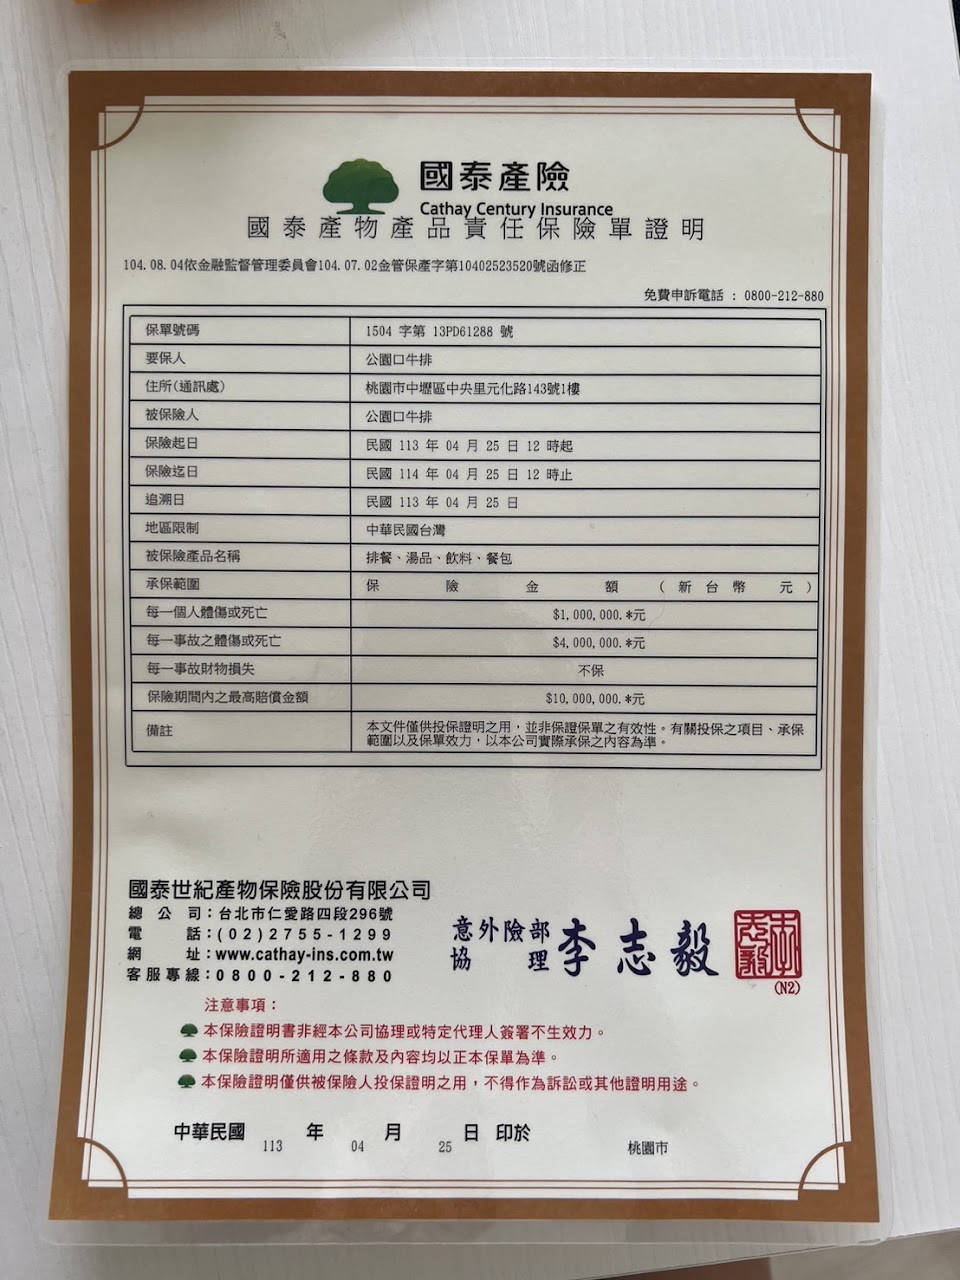 國泰產險
Cathay Century Insurance
國泰產物產品責任保險單證明
104.08.04依金融監督管理委員會104.07.02金管保產字第10402523520號函修正
免費申訴電話 : 0800-212-880
保單號碼 1504 字第 13PD61288 號
要保人 公園口牛排
住所(通訊處) 桃園市中壢區中央里元化路143號1樓
被保險人 公園口牛排
保險起日 民國 113 年 04 月 25 日 12 時起
保險迄日 民國 114 年 04 月 25 日 12 時止
追溯日 民國 113 年 04 月 25 日
地區限制 中華民國台灣
被保險產品名稱 排餐、湯品、飲料、餐包
承保範圍 保 險 金 額 ( 新 台 幣 元 )
每一個人體傷或死亡 $1,000,000.*元
每一事故之體傷或死亡 $4,000,000.*元
每一事故財物損失 不保
保險期間內之最高賠償金額 $10,000,000.*元
備註 本文件僅供投保證明之用，並非保證保單之有效性。有關投保之項目、承保
範圍以及保單效力，以本公司實際承保之內容為準。
國泰世紀產物保險股份有限公司
總公司：台北市仁愛路四段296號
電話：(02)2755-1299
網址：www.cathay-ins.com.tw
客服專線：0800-212-880
意外險部
協理 李志毅
李志毅
(N2)
注意事項：
本保險證明書非經本公司協理或特定代理人簽署不生效力。
本保險證明所適用之條款及內容均以正本保單為準。
本保險證明僅供被保險人投保證明之用，不得作為訴訟或其他證明用途。
中華民國 113 年 04 月 25 日 印於 桃園市